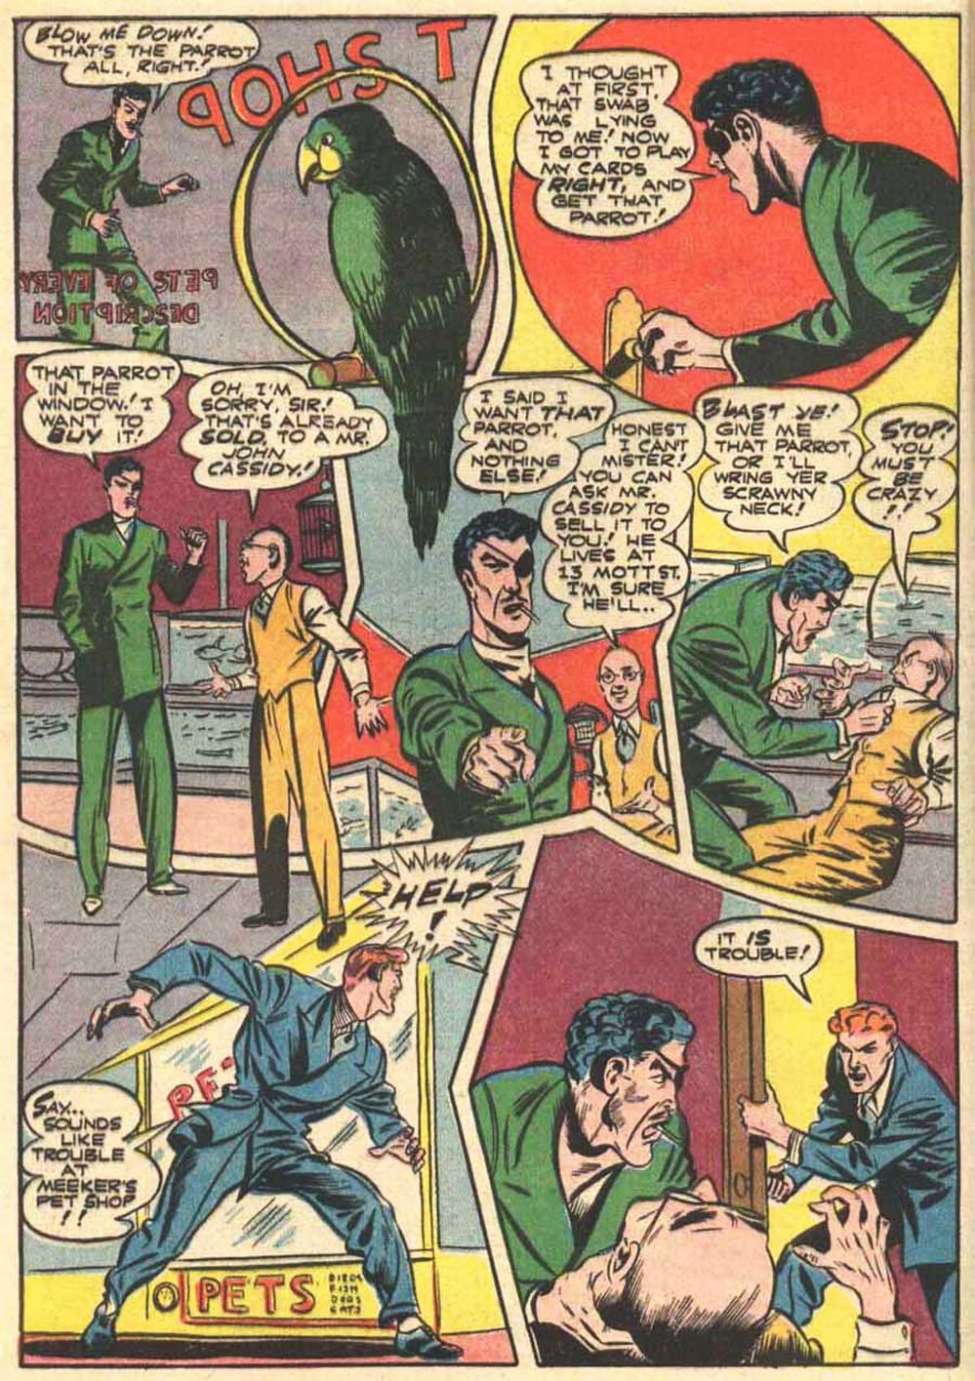 BLOW ME DOWN!
THAT'S THE PARROT
ALL, RIGHT!
T SHOP
PETS OF EVERY
DESCRIPTION
I THOUGHT
AT FIRST,
THAT SWAB
WAS LYING
TO ME! NOW
I GOT TO PLAY
MY CARDS
RIGHT, AND
GET THAT
PARROT!
THAT PARROT
IN THE
WINDOW! I
WANT TO
BUY IT!
OH, I'M
SORRY, SIR!
THAT'S ALREADY
SOLD, TO A MR.
JOHN
CASSIDY!
I SAID I
WANT THAT
PARROT,
AND
NOTHING
ELSE!
HONEST
I CAN'T
MISTER!
YOU CAN
ASK MR.
CASSIDY TO
SELL IT TO
YOU! HE
LIVES AT
13 MOTT ST.
I'M SURE
HE'LL..
BLAST YE!
GIVE ME
THAT PARROT,
OR I'LL
WRING YER
SCRAWNY
NECK!
STOP!
YOU
MUST
BE
CRAZY
!!
HELP
!
SAY..
SOUNDS
LIKE
TROUBLE
AT
MEEKER'S
PET SHOP
!!
PETS
PETS
BIRDS
FISH
DOGS
CATS
IT IS
TROUBLE!